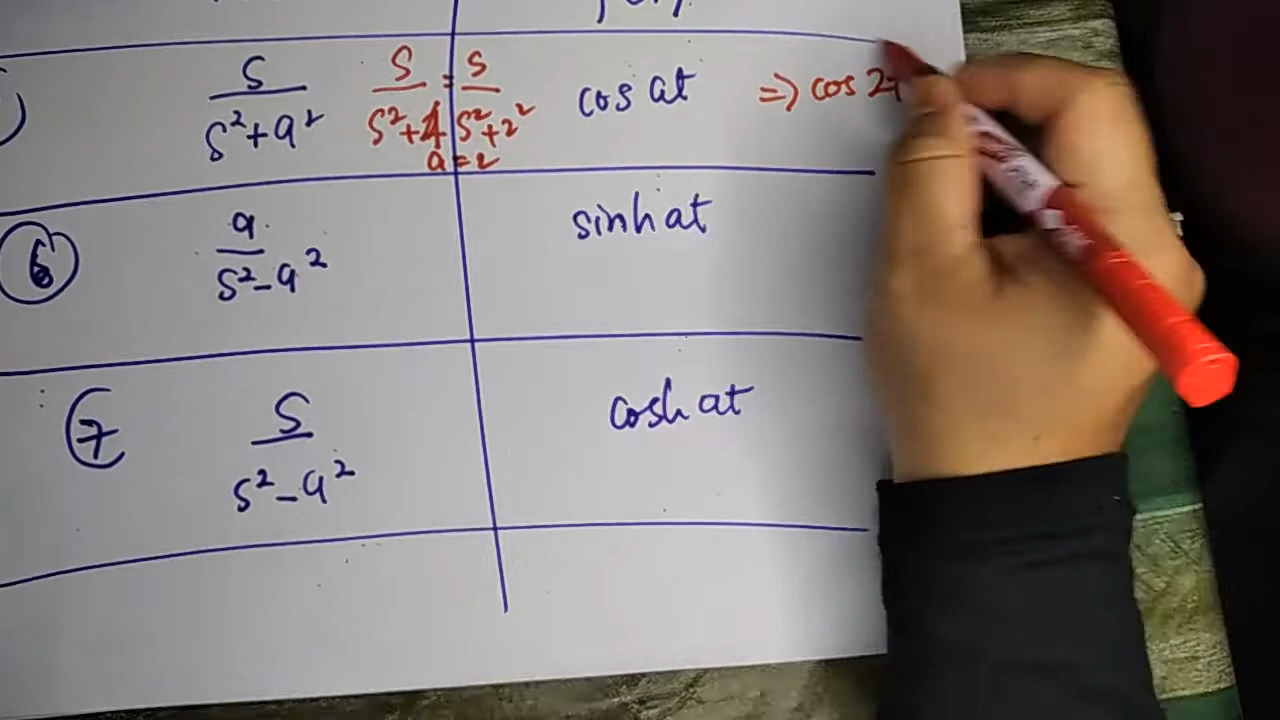 s/(s²+a²) s/(s²+4) = s/(s²+2²) cos at ⇒ cos 2t
a = 2
⑥ a/(s²-a²) sinh at
⑦ s/(s²-a²) cosh at